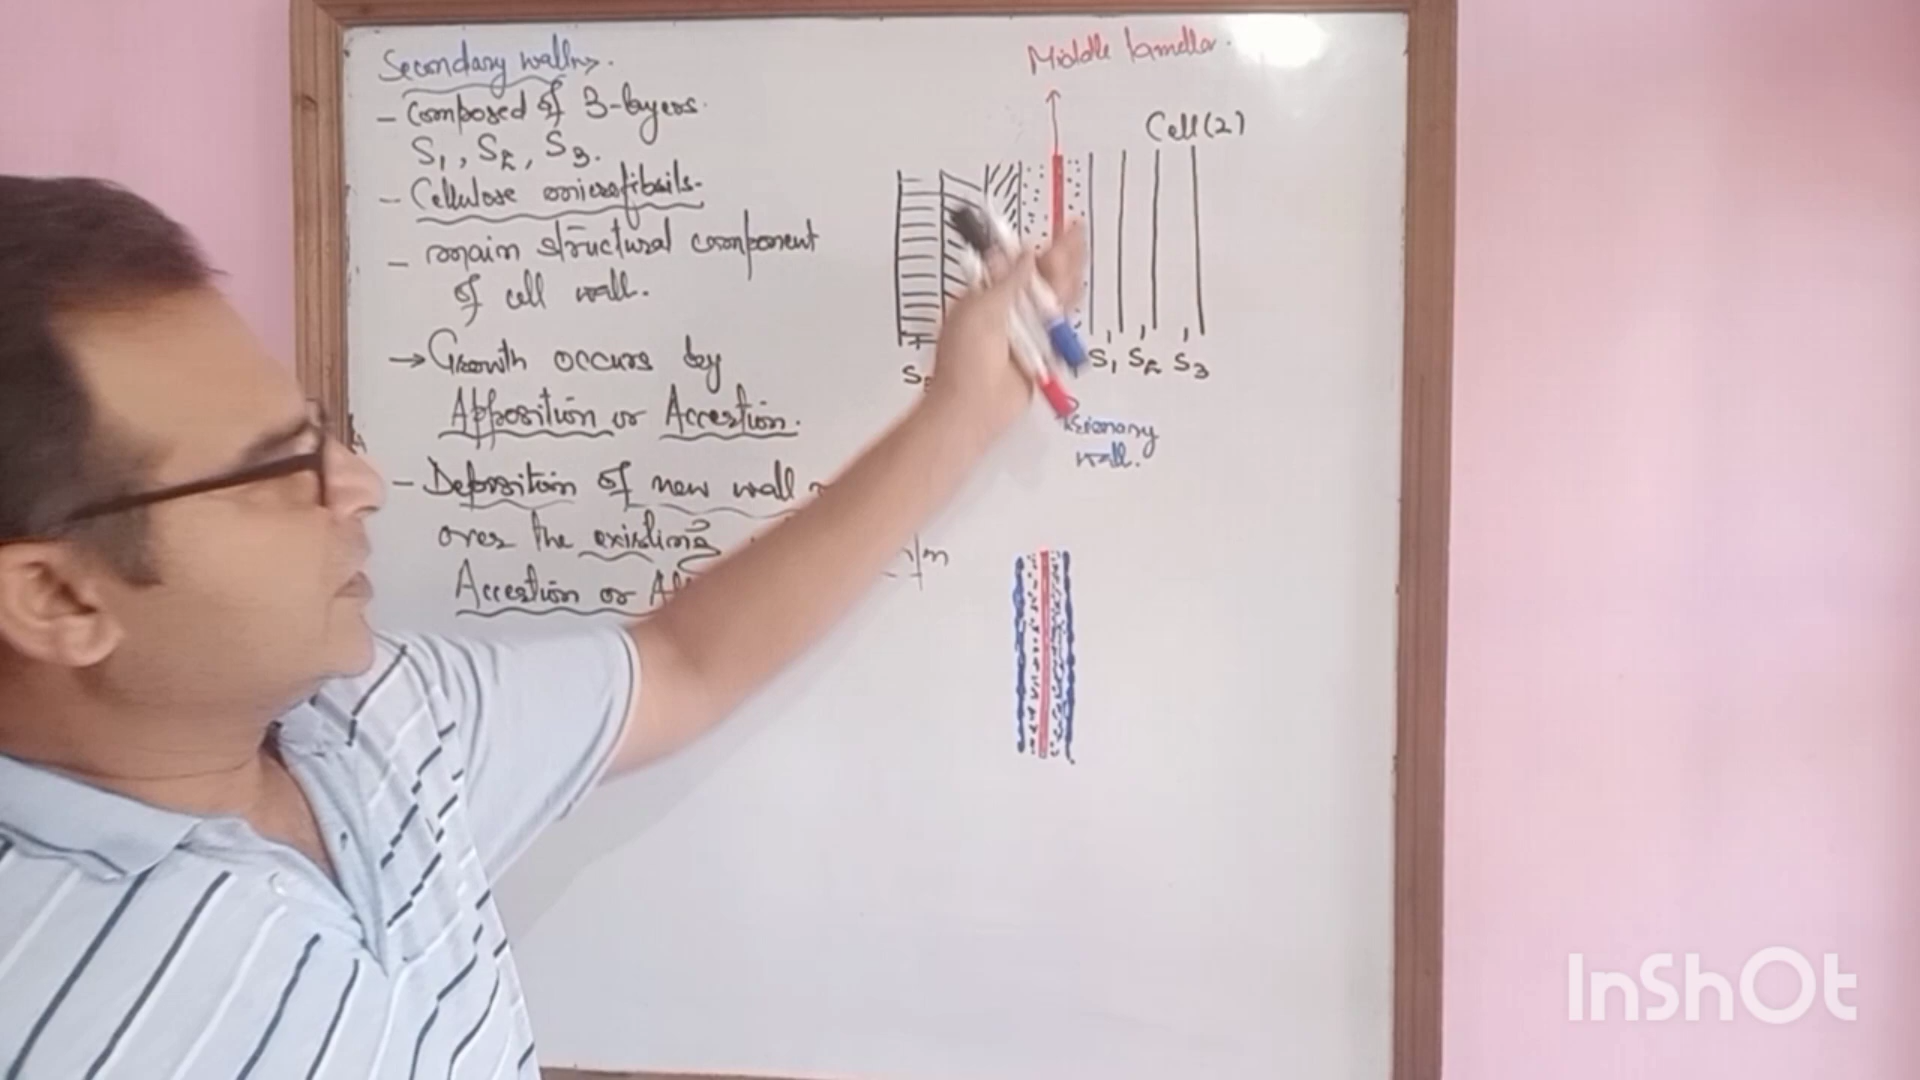 Secondary wall
- Composed of 3-layers.
S1, S2, S3.
- Cellulose microfibrils-
- main structural component
of cell wall.
→ Growth occurs by
Apposition or Accretion.
- Deposition of new wall
over the existing
Accretion or
Middle lamella.
Cell (2)
S1 S2 S3
Primary
wall.
InShOt